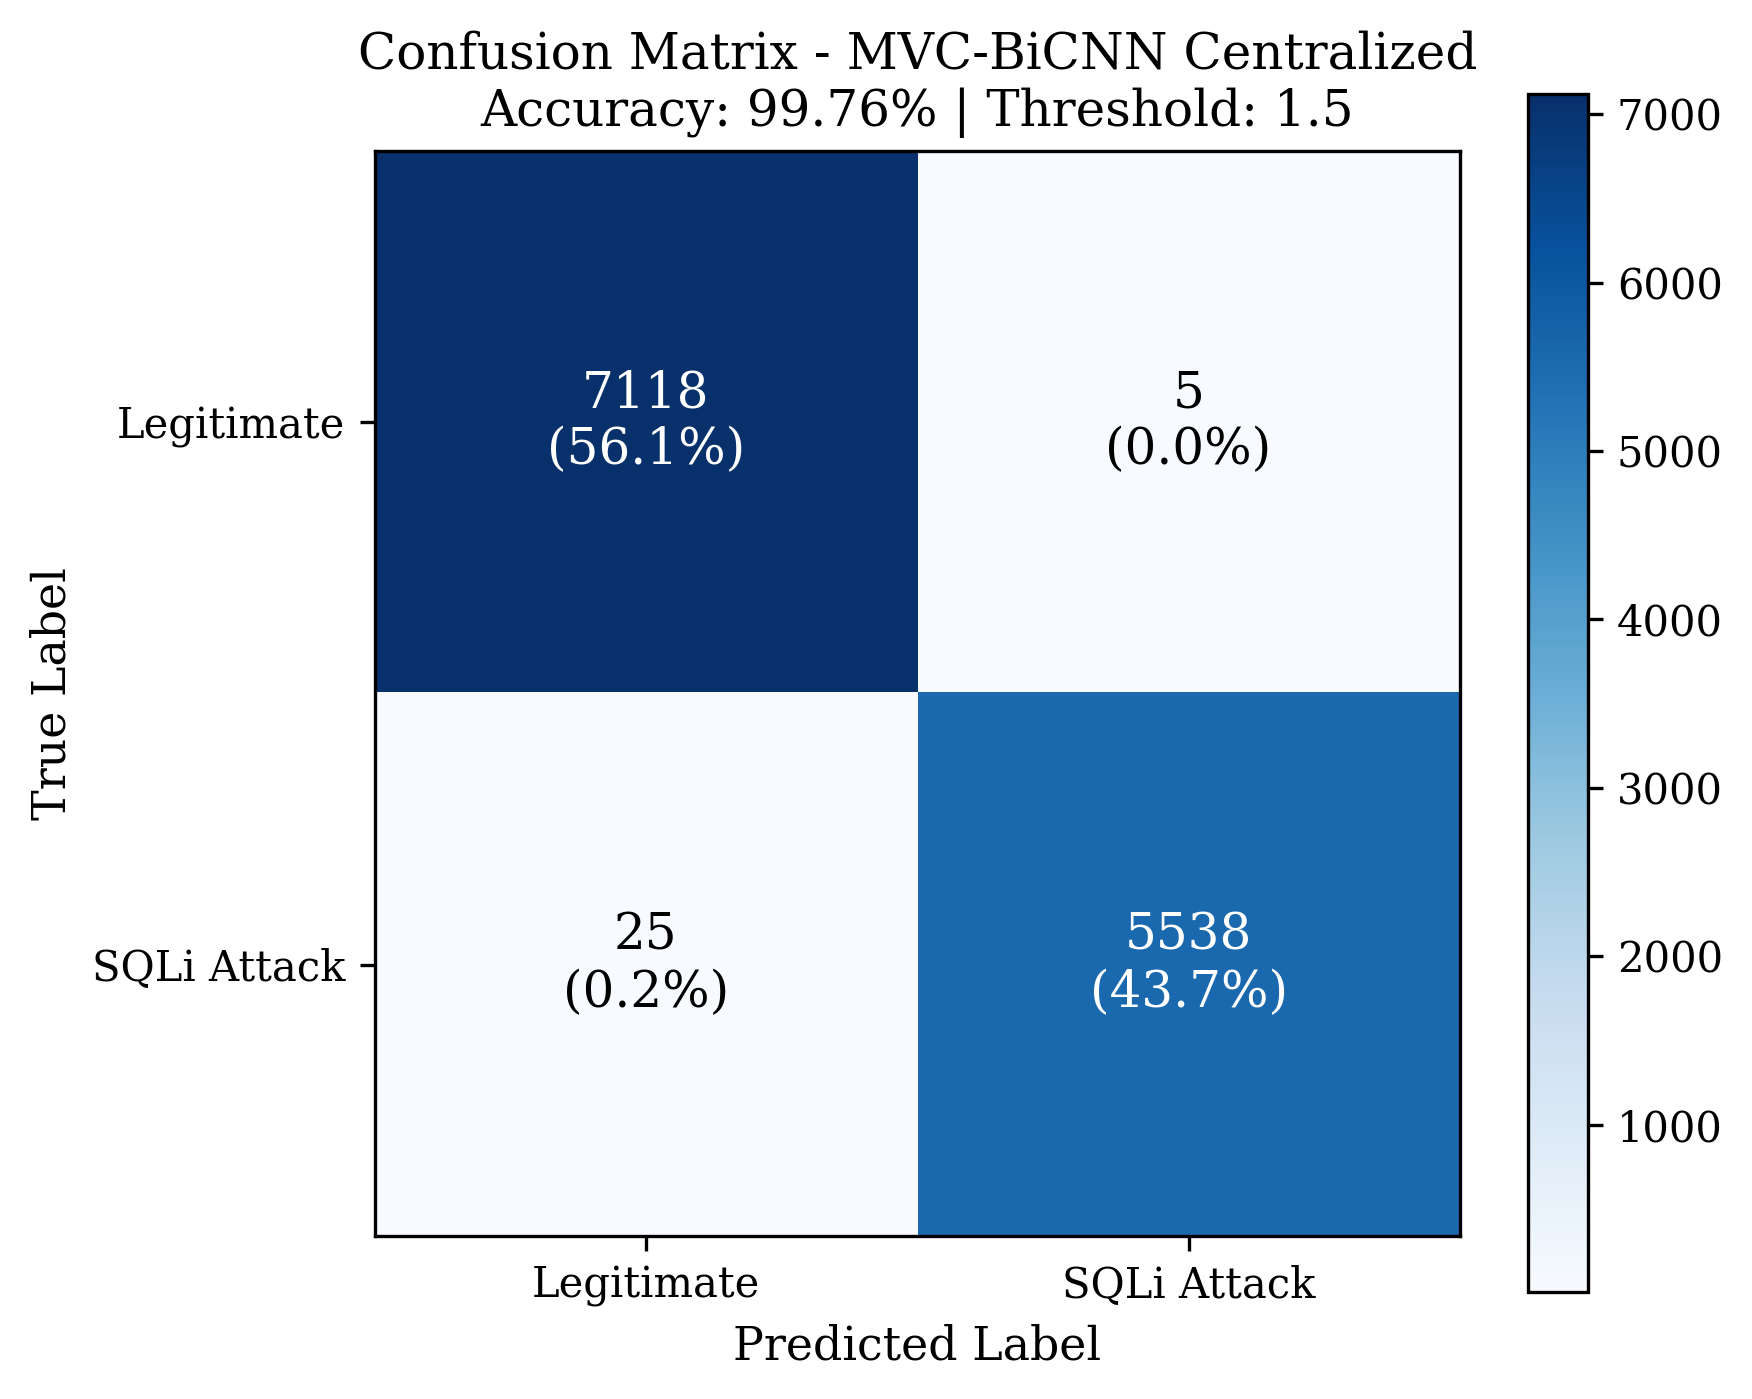 Confusion Matrix - MVC-BiCNN Centralized
Accuracy: 99.76% | Threshold: 1.5
True Label
Legitimate
7118
(56.1%)
5
(0.0%)
SQLi Attack
25
(0.2%)
5538
(43.7%)
Legitimate
SQLi Attack
Predicted Label
7000
6000
5000
4000
3000
2000
1000